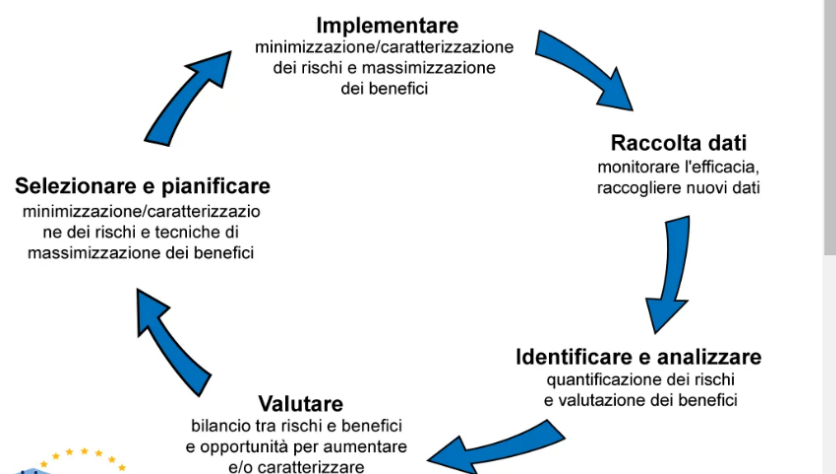 Implementare
minimizzazione/caratterizzazione
dei rischi e massimizzazione
dei benefici
Raccolta dati
monitorare l'efficacia,
raccogliere nuovi dati
Identificare e analizzare
quantificazione dei rischi
e valutazione dei benefici
Valutare
bilancio tra rischi e benefici
e opportunità per aumentare
e/o caratterizzare
Selezionare e pianificare
minimizzazione/caratterizzazio
ne dei rischi e tecniche di
massimizzazione dei benefici